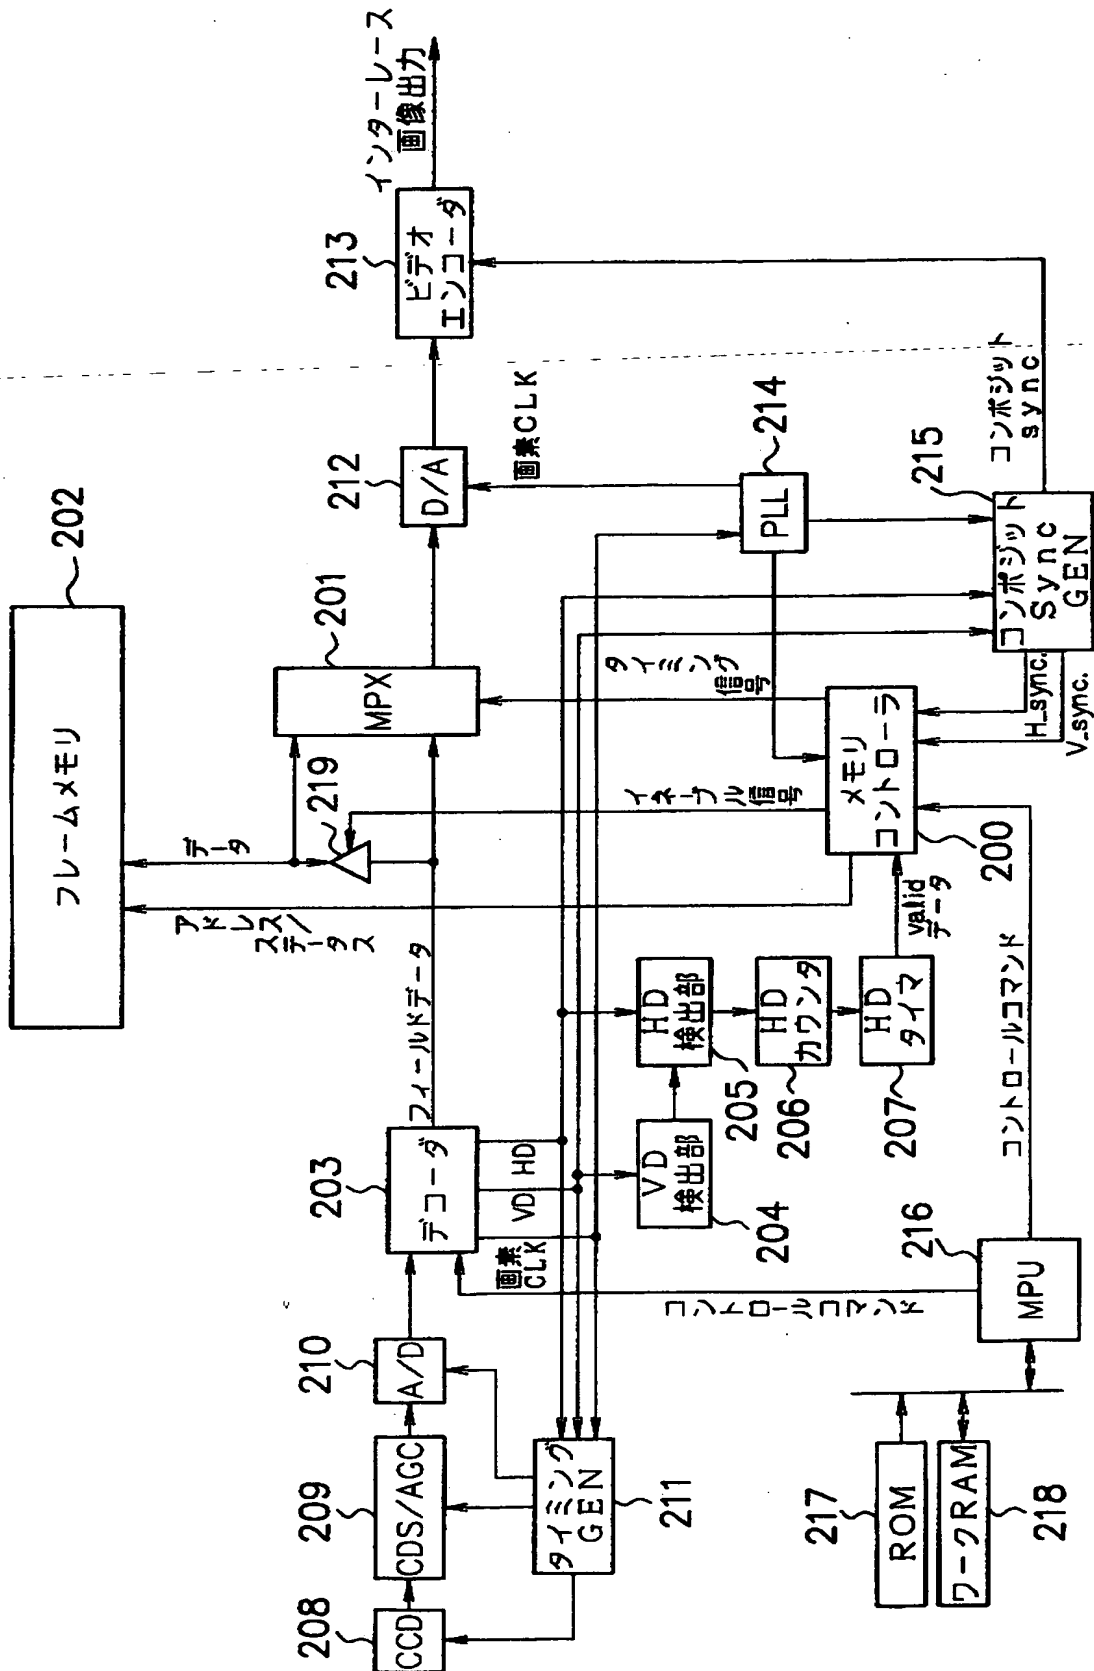 インターレース
画像出力
213
ビデオ
エンコーダ
コンポジット
sync
画素CLK
212
D/A
214
PLL
215
コンポジット
Sync
GEN
H_sync.
V_sync.
202
フレームメモリ
201
MPX
219
データ
アドレス/
ステータス
タイミング
信号
イネーブル信号
メモリ
コントローラ
200
valid
データ
フィールドデータ
203
デコーダ
HD
VD
画素
CLK
HD
検出部
205
HD
カウンタ
206
HD
タイマ
207
VD
検出部
204
コントロールコマンド
コントロールコマンド
216
MPU
210
A/D
209
CDS/AGC
208
CCD
タイミング
GEN
211
217
ROM
ワークRAM
218